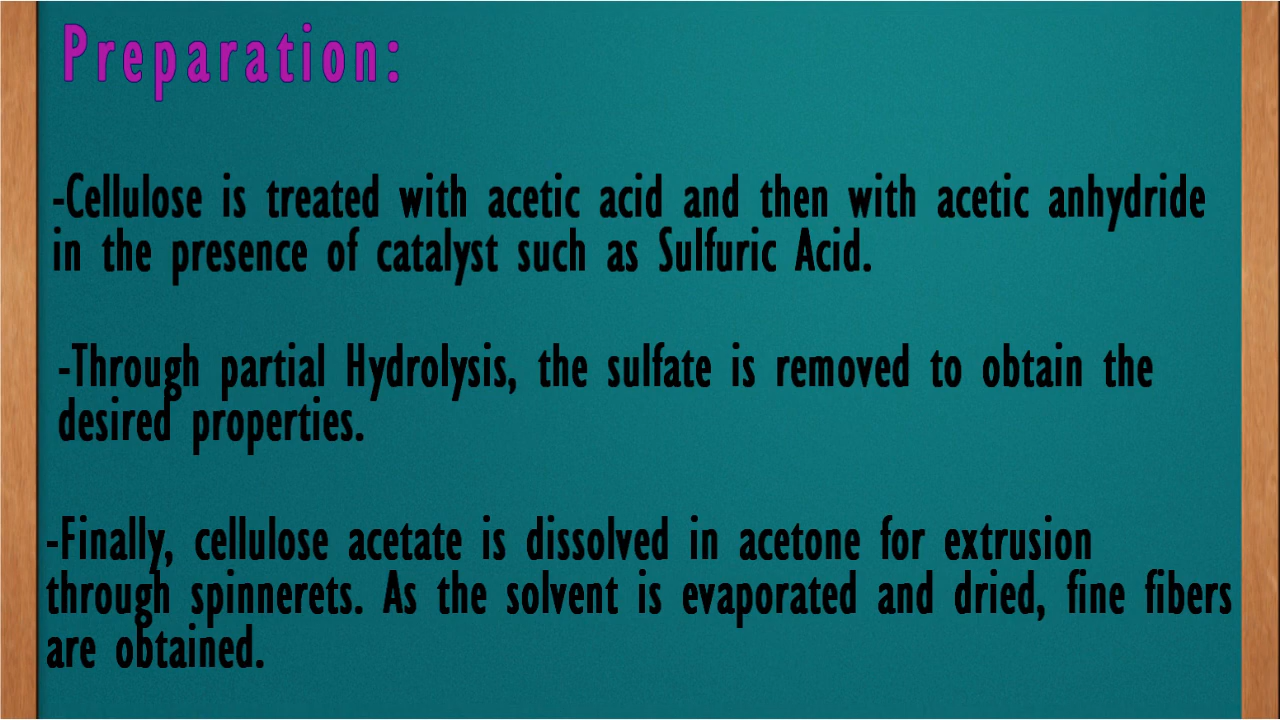 Preparation:
-Cellulose is treated with acetic acid and then with acetic anhydride
in the presence of catalyst such as Sulfuric Acid.
-Through partial Hydrolysis, the sulfate is removed to obtain the
desired properties.
-Finally, cellulose acetate is dissolved in acetone for extrusion
through spinnerets. As the solvent is evaporated and dried, fine fibers
are obtained.